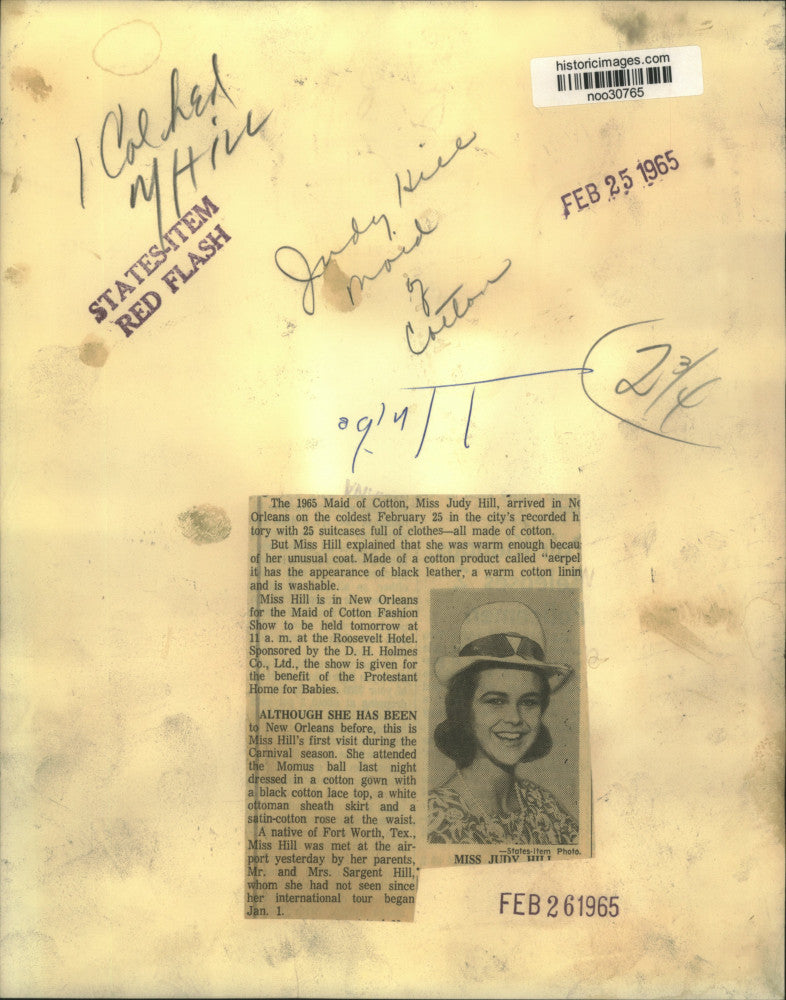 historicimages.com
noo30765
1 Col hed
M Hill
FEB 25 1965
STATES-ITEM
RED FLASH
Judy Hill
Maid
of
Cotton
2 3/4
The 1965 Maid of Cotton, Miss Judy Hill, arrived in Ne
Orleans on the coldest February 25 in the city's recorded h
tory with 25 suitcases full of clothes—all made of cotton.
But Miss Hill explained that she was warm enough becau
of her unusual coat. Made of a cotton product called "aerpel
it has the appearance of black leather, a warm cotton linin
and is washable.
Miss Hill is in New Orleans
for the Maid of Cotton Fashion
Show to be held tomorrow at
11 a. m. at the Roosevelt Hotel.
Sponsored by the D. H. Holmes
Co., Ltd., the show is given for
the benefit of the Protestant
Home for Babies.
ALTHOUGH SHE HAS BEEN
to New Orleans before, this is
Miss Hill's first visit during the
Carnival season. She attended
the Momus ball last night
dressed in a cotton gown with
a black cotton lace top, a white
ottoman sheath skirt and a
satin-cotton rose at the waist.
A native of Fort Worth, Tex.,
Miss Hill was met at the air-
port yesterday by her parents,
Mr. and Mrs. Sargent Hill,
whom she had not seen since
her international tour began
Jan. 1.
—States-Item Photo.
MISS JUDY HILL
FEB 26 1965